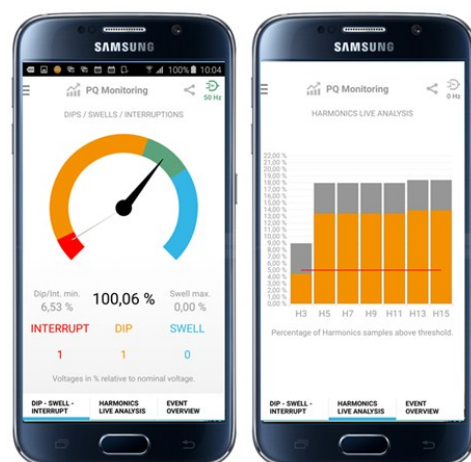 SAMSUNG
100% 10:04
PQ Monitoring
50 Hz
DIPS / SWELLS / INTERRUPTIONS
Dip/Int. min.
6,53 %
100,06 %
Swell max.
0,00 %
INTERRUPT
DIP
SWELL
1
1
0
Voltages in % relative to nominal voltage.
DIP - SWELL -
INTERRUPT
HARMONICS
LIVE ANALYSIS
EVENT
OVERVIEW
SAMSUNG
PQ Monitoring
0 Hz
HARMONICS LIVE ANALYSIS
22,00 %
21,00 %
20,00 %
19,00 %
18,00 %
17,00 %
16,00 %
15,00 %
14,00 %
13,00 %
12,00 %
11,00 %
10,00 %
9,00 %
8,00 %
7,00 %
6,00 %
5,00 %
4,00 %
3,00 %
2,00 %
1,00 %
0,00 %
H3 H5 H7 H9 H11 H13 H15
Percentage of Harmonics samples above threshold.
DIP - SWELL -
INTERRUPT
HARMONICS
LIVE ANALYSIS
EVENT
OVERVIEW